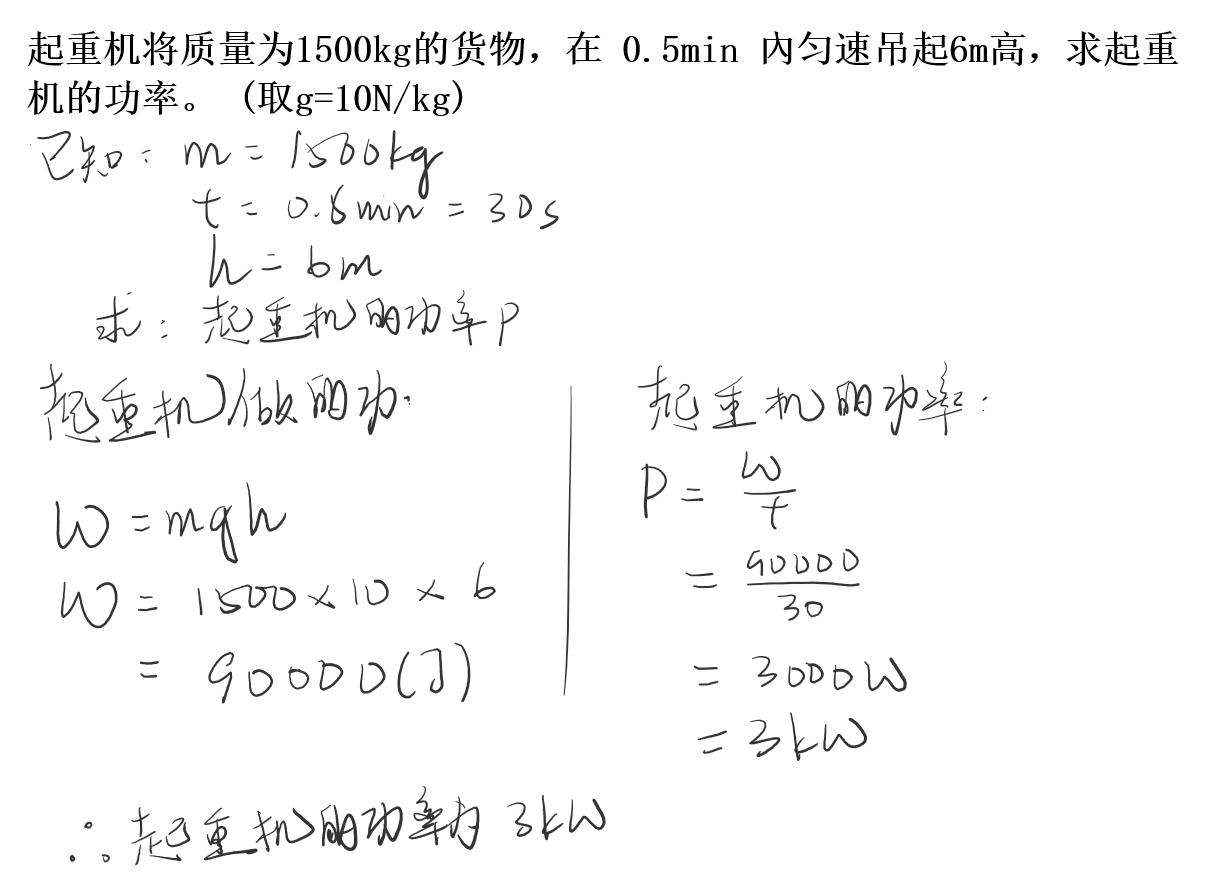 起重机将质量为1500kg的货物，在 0.5min 内匀速吊起6m高，求起重
机的功率。 (取g=10N/kg)
已知: m = 1500kg
t = 0.5min = 30s
h = 6m
求: 起重机的功率P
起重机做的功:
W = mgh
W = 1500 × 10 × 6
= 90000(J)
起重机的功率:
P = W/t
= 90000/30
= 3000W
= 3kW
∴ 起重机的功率为 3kW